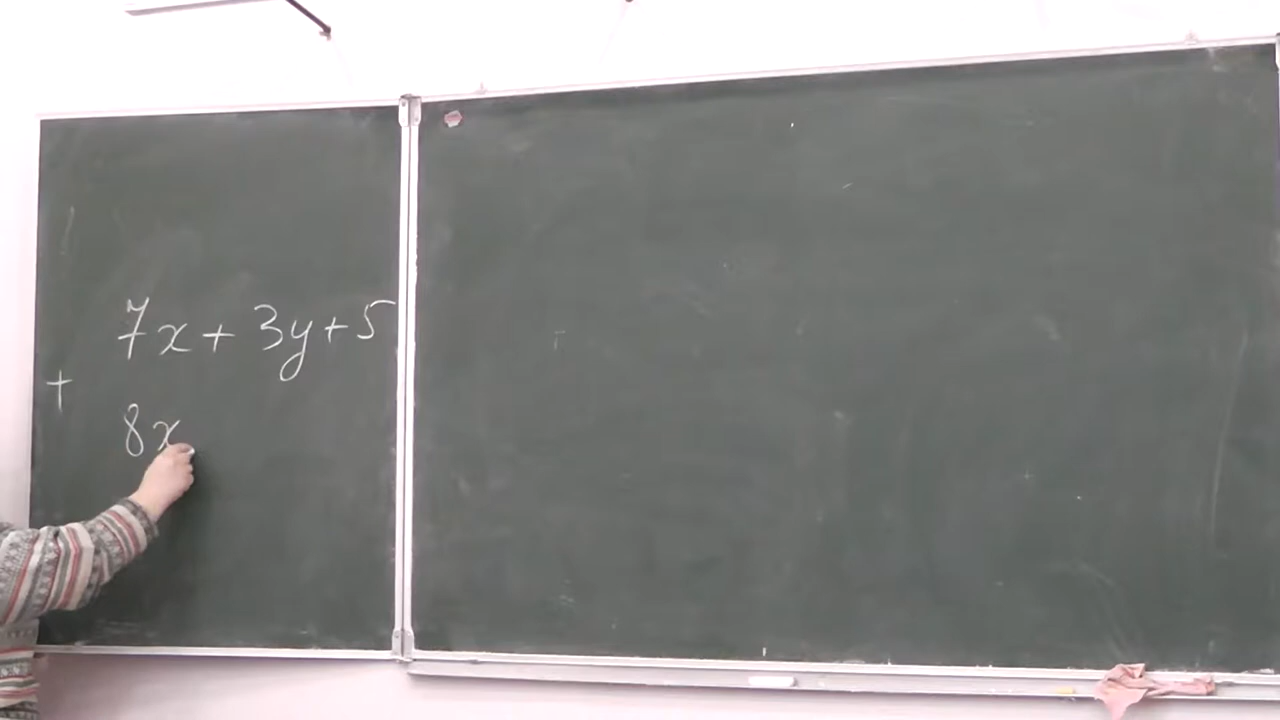 7x + 3y + 5
+
8x